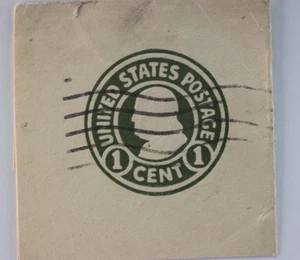 UNITED STATES POSTAGE
1 CENT 1